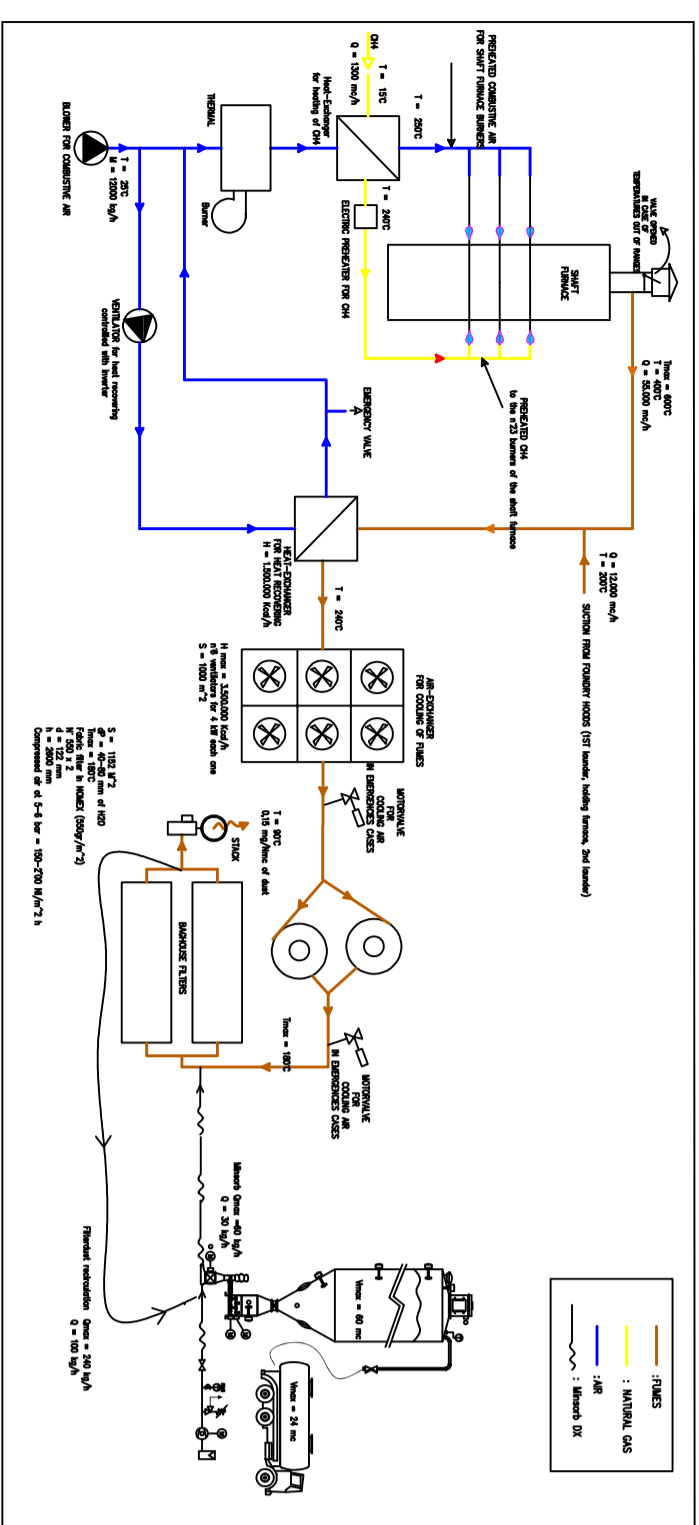 VALVE OPENED
IN CASE OF
TEMPERATURES OUT OF RANGES
SHAFT
FURNACE
Tmax = 600°C
T = 400°C
Q = 55.000 mc/h
PREHEATED COMBUSTIVE AIR
FOR SHAFT FURNACE BURNERS
CH4
Q = 1300 mc/h
T = 15°C
T = 250°C
Heat-Exchanger
for heating of CH4
T = 240°C
ELECTRIC PREHEATER FOR CH4
PREHEATED CH4
to the n°23 burners of the shaft furnace
THERMAL
Burner
BLOWER FOR COMBUSTIVE AIR
T = 25°C
M = 12000 kg/h
VENTILATOR for heat recovering
controlled with inverter
EMERGENCY VALVE
Q = 12.000 mc/h
T = 200°C
SUCTION FROM FOUNDRY HOODS (1ST launder, holding furnace, 2nd launder)
HEAT-EXCHANGER
FOR HEAT RECOVERING
H = 1.500.000 Kcal/h
T = 240°C
AIR-EXCHANGER
FOR COOLING OF FUMES
H max = 3.500.000 Kcal/h
n°6 ventilators for 4 kW each one
S = 1000 m^2
MOTORVALVE
FOR
COOLING AIR
IN EMERGENCIES CASES
MOTORVALVE
FOR
COOLING AIR
IN EMERGENCIES CASES
Tmax = 180°C
T = 90°C
0,15 mg/Nmc of dust
STACK
BAGHOUSE FILTERS
S = 1152 M^2
dP = 40-80 mm of H2O
Tmax = 180°C
Fabric filter in NOMEX (550gr/m^2)
N° 550 x 2
d = 122 mm
h = 2600 mm
Compressed air at 5-6 bar = 150-200 Nl/m^2 h
Minsorb Qmax =60 kg/h
Q = 30 kg/h
Filterdust recirculation Qmax = 240 kg/h
Q = 100 kg/h
Vmax = 60 mc
Vmax = 24 mc
M
M
M
M
:FUMES
: NATURAL GAS
:AIR
: Minsorb DX